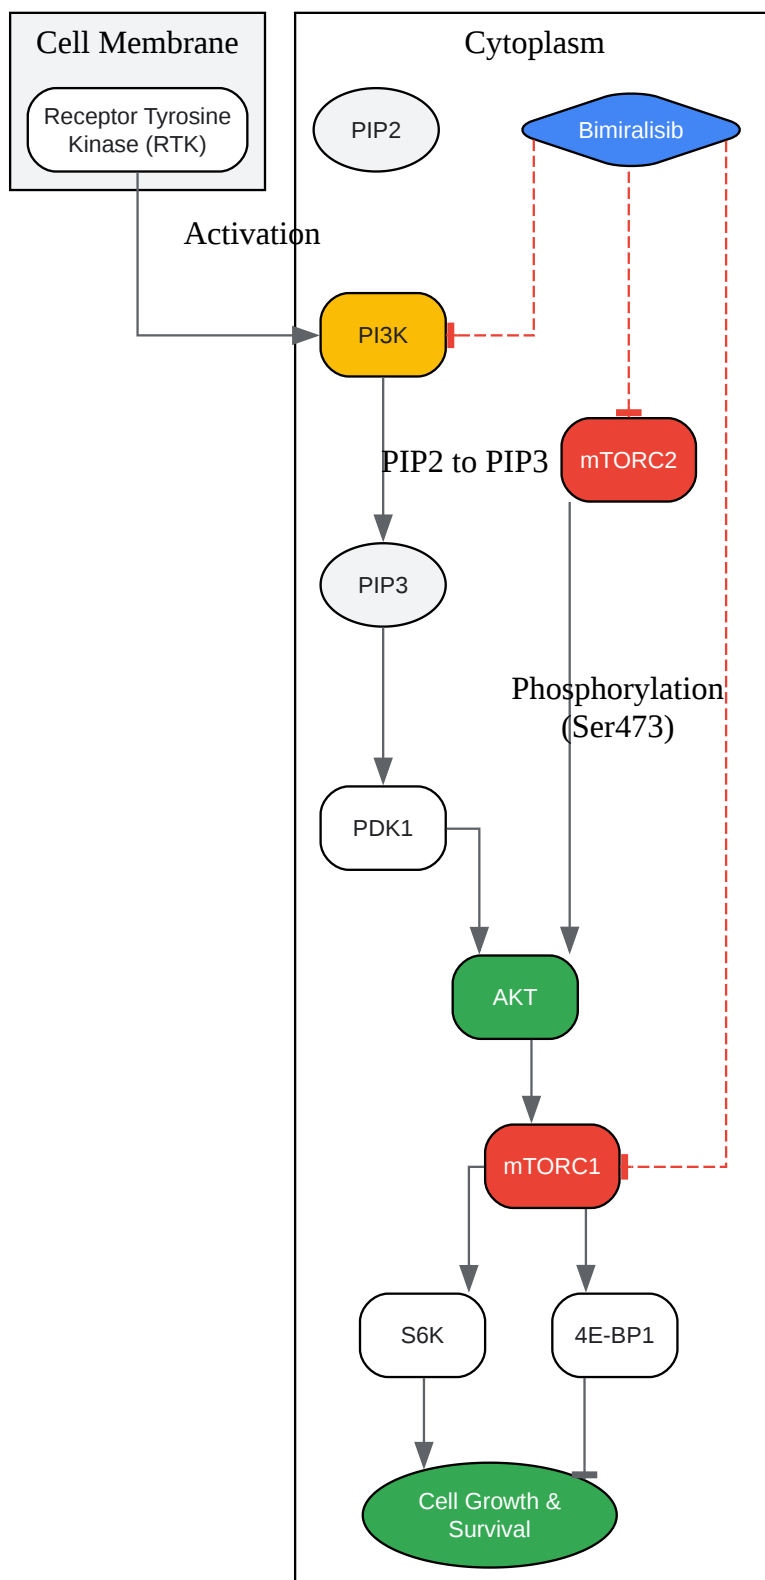 Cell Membrane
Cytoplasm
Receptor Tyrosine
Kinase (RTK)
PIP2
Bimiralisib
Activation
PI3K
PIP2 to PIP3
mTORC2
PIP3
Phosphorylation
(Ser473)
PDK1
AKT
mTORC1
S6K
4E-BP1
Cell Growth &
Survival